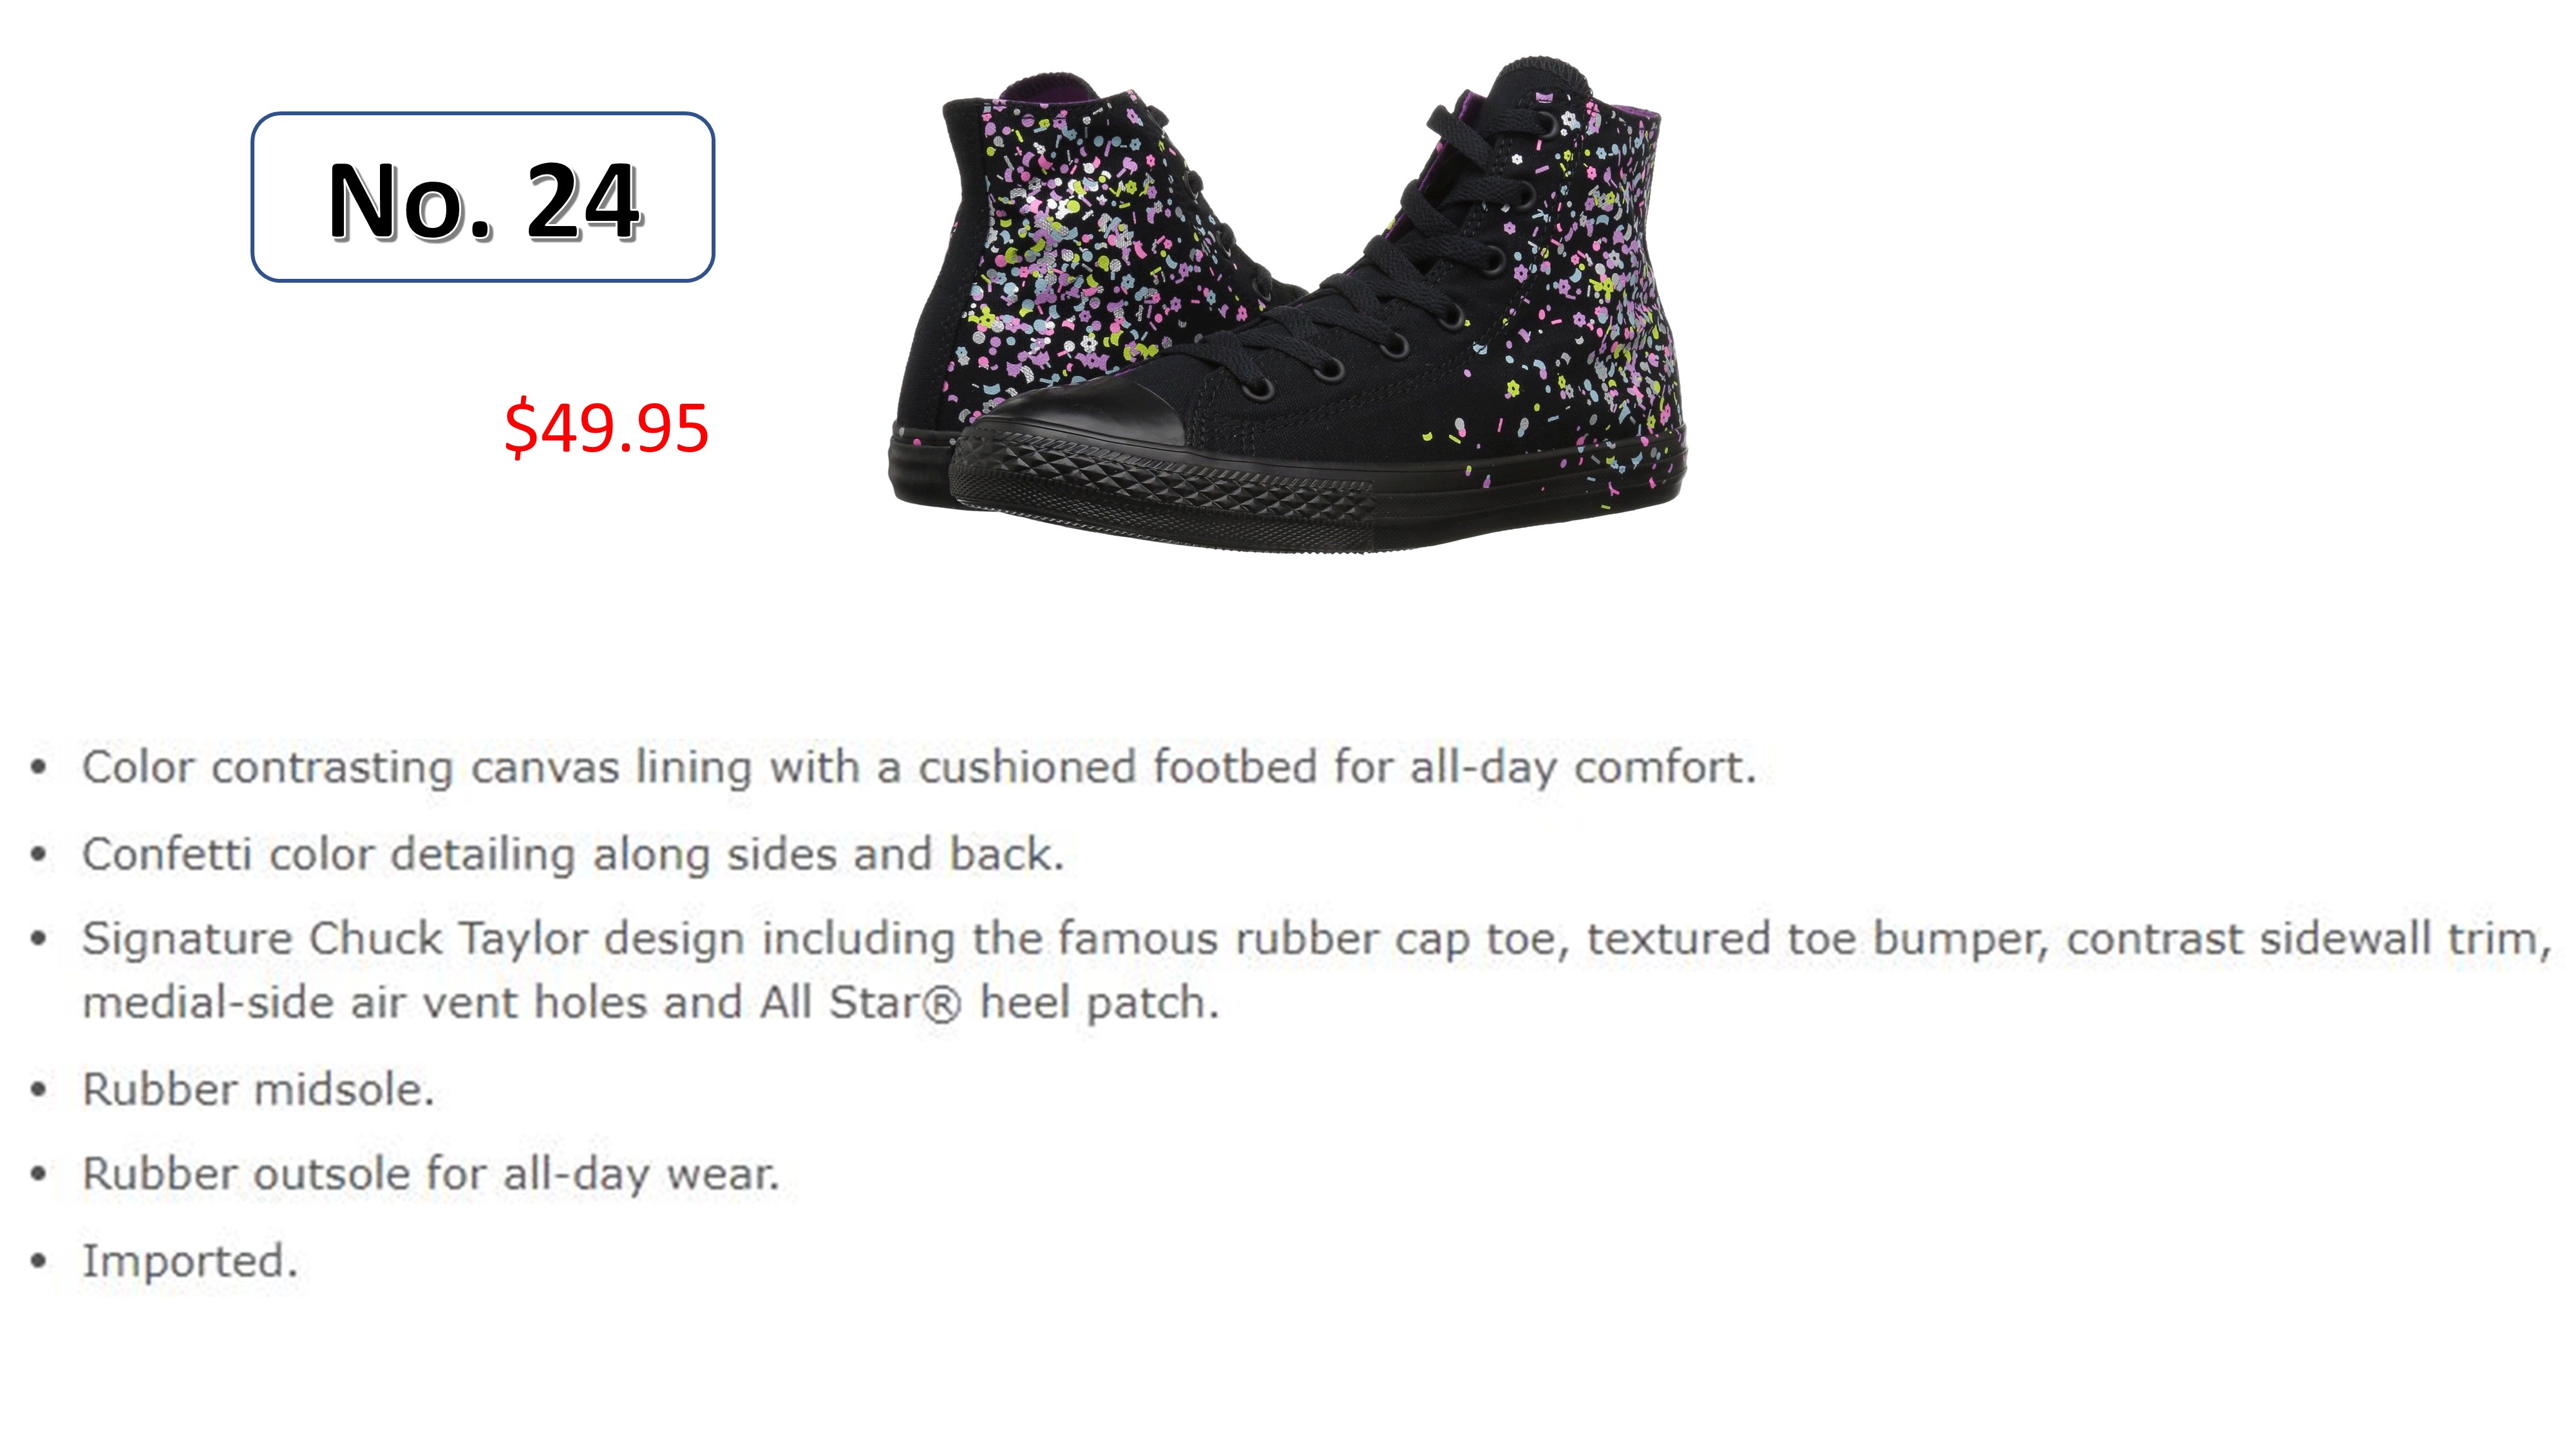 No. 24
$49.95
• Color contrasting canvas lining with a cushioned footbed for all-day comfort.
• Confetti color detailing along sides and back.
• Signature Chuck Taylor design including the famous rubber cap toe, textured toe bumper, contrast sidewall trim,
medial-side air vent holes and All Star® heel patch.
• Rubber midsole.
• Rubber outsole for all-day wear.
• Imported.